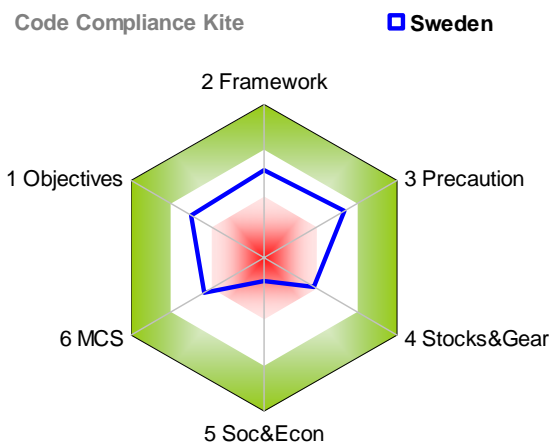 Code Compliance Kite
Sweden
2 Framework
1 Objectives
3 Precaution
6 MCS
4 Stocks&Gear
5 Soc&Econ